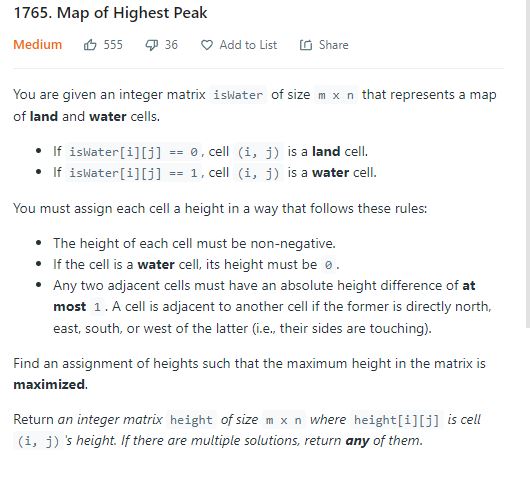 1765. Map of Highest Peak
Medium 555 36 Add to List Share
You are given an integer matrix isWater of size m x n that represents a map
of land and water cells.
• If isWater[i][j] == 0, cell (i, j) is a land cell.
• If isWater[i][j] == 1, cell (i, j) is a water cell.
You must assign each cell a height in a way that follows these rules:
• The height of each cell must be non-negative.
• If the cell is a water cell, its height must be 0.
• Any two adjacent cells must have an absolute height difference of at
most 1. A cell is adjacent to another cell if the former is directly north,
east, south, or west of the latter (i.e., their sides are touching).
Find an assignment of heights such that the maximum height in the matrix is
maximized.
Return an integer matrix height of size m x n where height[i][j] is cell
(i, j) 's height. If there are multiple solutions, return any of them.